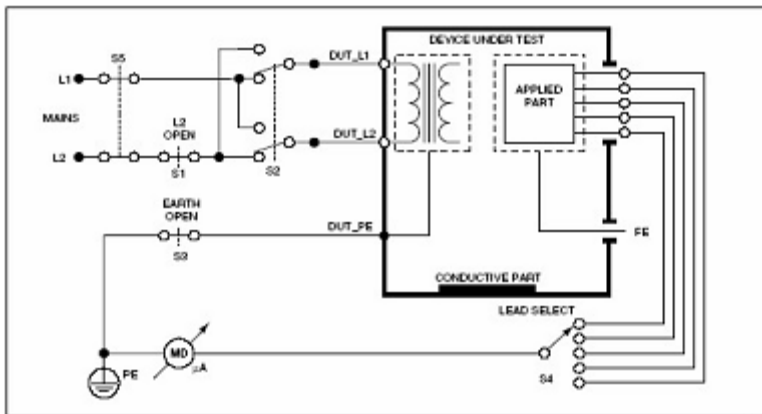 DEVICE UNDER TEST
S5
DUT_L1
L1
APPLIED
PART
MAINS
L2
OPEN
DUT_L2
L2
S1
S2
EARTH
OPEN
DUT_PE
FE
S3
CONDUCTIVE PART
LEAD SELECT
MD
PE
µA
S4